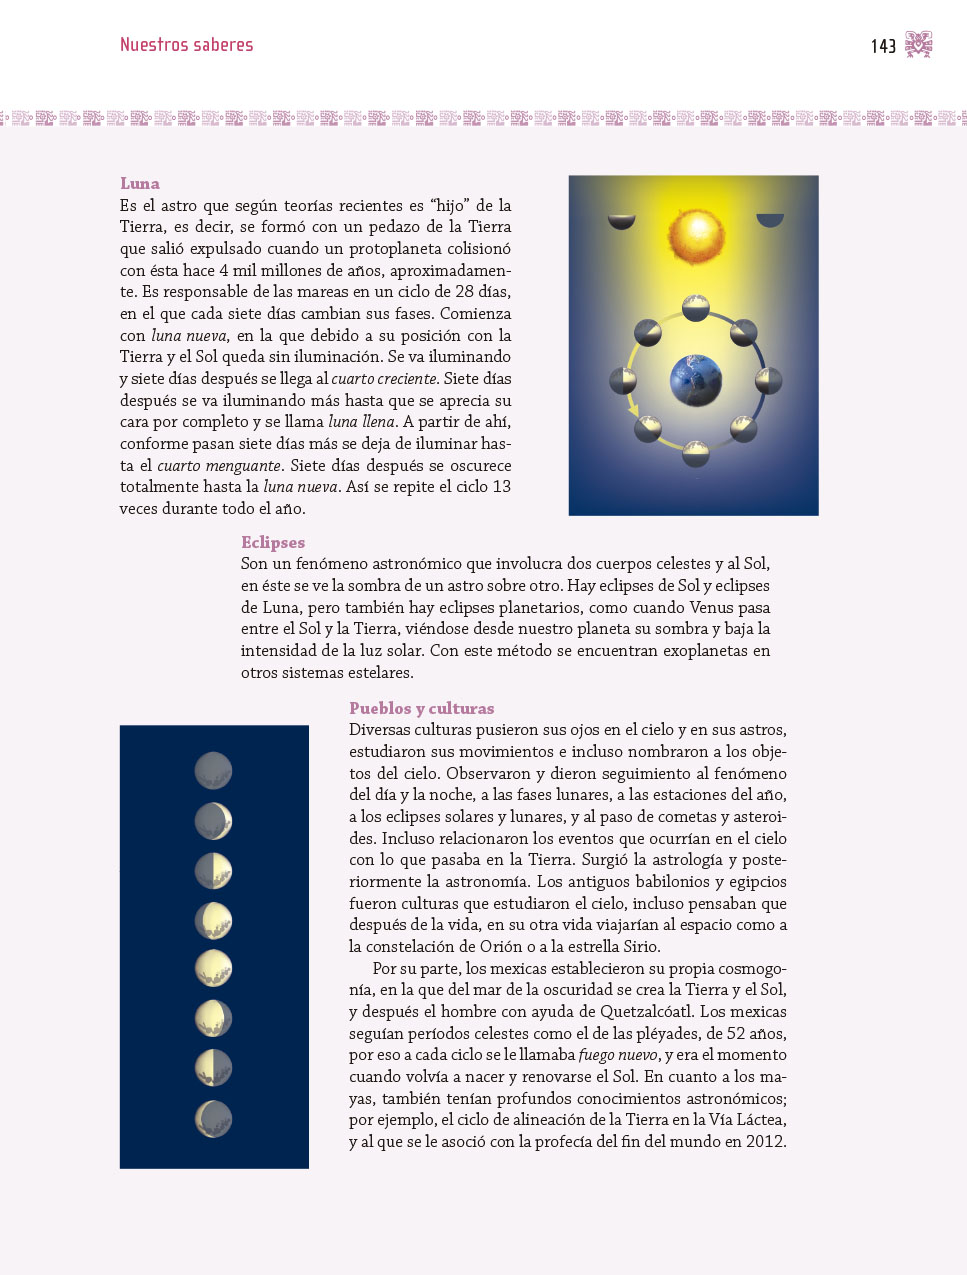 Nuestros saberes
143
Luna
Es el astro que según teorías recientes es “hijo” de la
Tierra, es decir, se formó con un pedazo de la Tierra
que salió expulsado cuando un protoplaneta colisionó
con ésta hace 4 mil millones de años, aproximadamen-
te. Es responsable de las mareas en un ciclo de 28 días,
en el que cada siete días cambian sus fases. Comienza
con luna nueva, en la que debido a su posición con la
Tierra y el Sol queda sin iluminación. Se va iluminando
y siete días después se llega al cuarto creciente. Siete días
después se va iluminando más hasta que se aprecia su
cara por completo y se llama luna llena. A partir de ahí,
conforme pasan siete días más se deja de iluminar has-
ta el cuarto menguante. Siete días después se oscurece
totalmente hasta la luna nueva. Así se repite el ciclo 13
veces durante todo el año.
Eclipses
Son un fenómeno astronómico que involucra dos cuerpos celestes y al Sol,
en éste se ve la sombra de un astro sobre otro. Hay eclipses de Sol y eclipses
de Luna, pero también hay eclipses planetarios, como cuando Venus pasa
entre el Sol y la Tierra, viéndose desde nuestro planeta su sombra y baja la
intensidad de la luz solar. Con este método se encuentran exoplanetas en
otros sistemas estelares.
Pueblos y culturas
Diversas culturas pusieron sus ojos en el cielo y en sus astros,
estudiaron sus movimientos e incluso nombraron a los obje-
tos del cielo. Observaron y dieron seguimiento al fenómeno
del día y la noche, a las fases lunares, a las estaciones del año,
a los eclipses solares y lunares, y al paso de cometas y asteroi-
des. Incluso relacionaron los eventos que ocurrían en el cielo
con lo que pasaba en la Tierra. Surgió la astrología y poste-
riormente la astronomía. Los antiguos babilonios y egipcios
fueron culturas que estudiaron el cielo, incluso pensaban que
después de la vida, en su otra vida viajarían al espacio como a
la constelación de Orión o a la estrella Sirio.
Por su parte, los mexicas establecieron su propia cosmogo-
nía, en la que del mar de la oscuridad se crea la Tierra y el Sol,
y después el hombre con ayuda de Quetzalcóatl. Los mexicas
seguían períodos celestes como el de las pléyades, de 52 años,
por eso a cada ciclo se le llamaba fuego nuevo, y era el momento
cuando volvía a nacer y renovarse el Sol. En cuanto a los ma-
yas, también tenían profundos conocimientos astronómicos;
por ejemplo, el ciclo de alineación de la Tierra en la Vía Láctea,
y al que se le asoció con la profecía del fin del mundo en 2012.